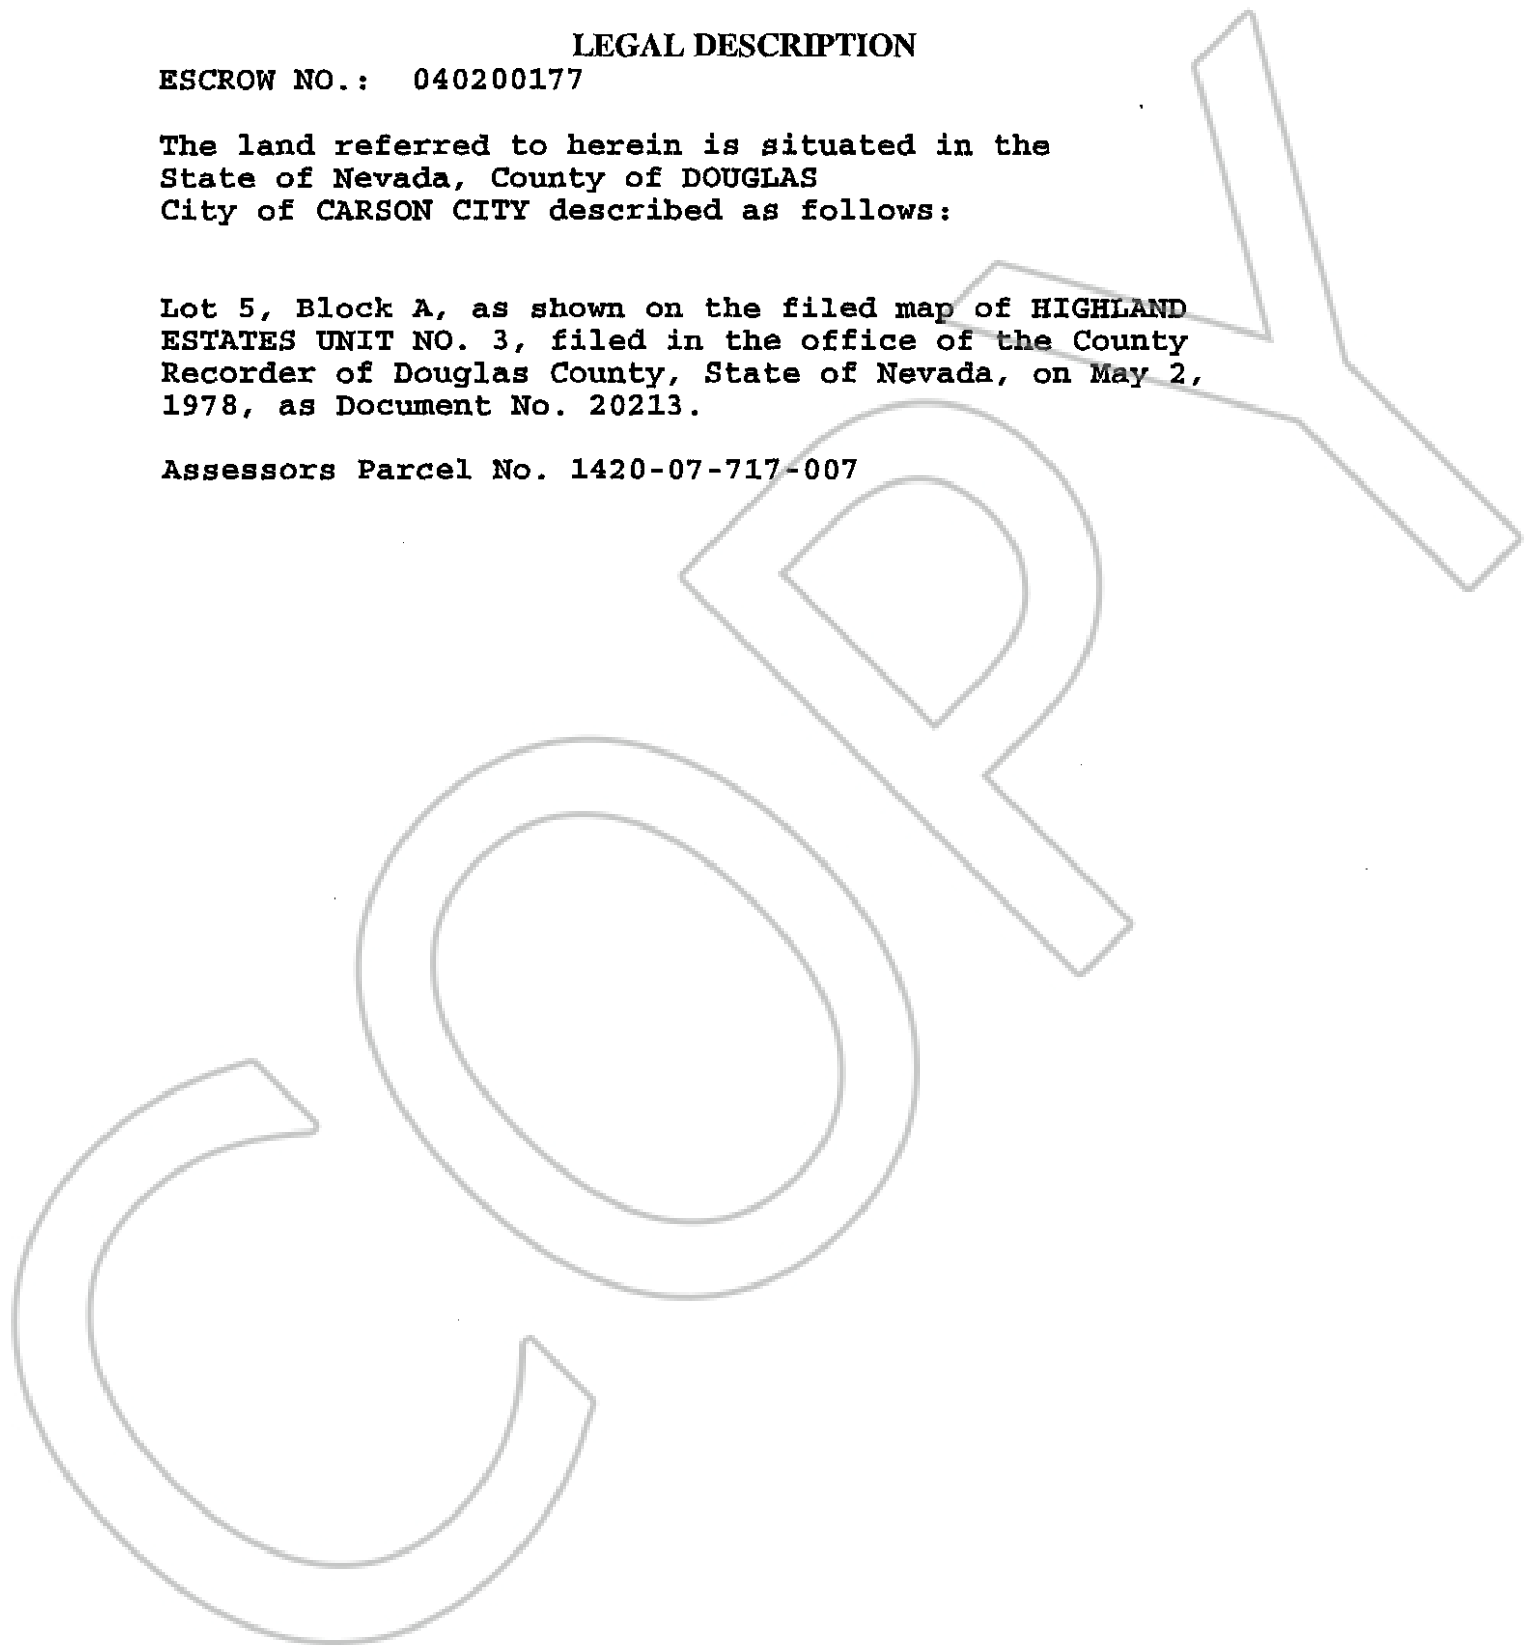 LEGAL DESCRIPTION
ESCROW NO.: 040200177
The land referred to herein is situated in the
State of Nevada, County of DOUGLAS
City of CARSON CITY described as follows:
Lot 5, Block A, as shown on the filed map of HIGHLAND
ESTATES UNIT NO. 3, filed in the office of the County
Recorder of Douglas County, State of Nevada, on May 2,
1978, as Document No. 20213.
Assessors Parcel No. 1420-07-717-007
COPY